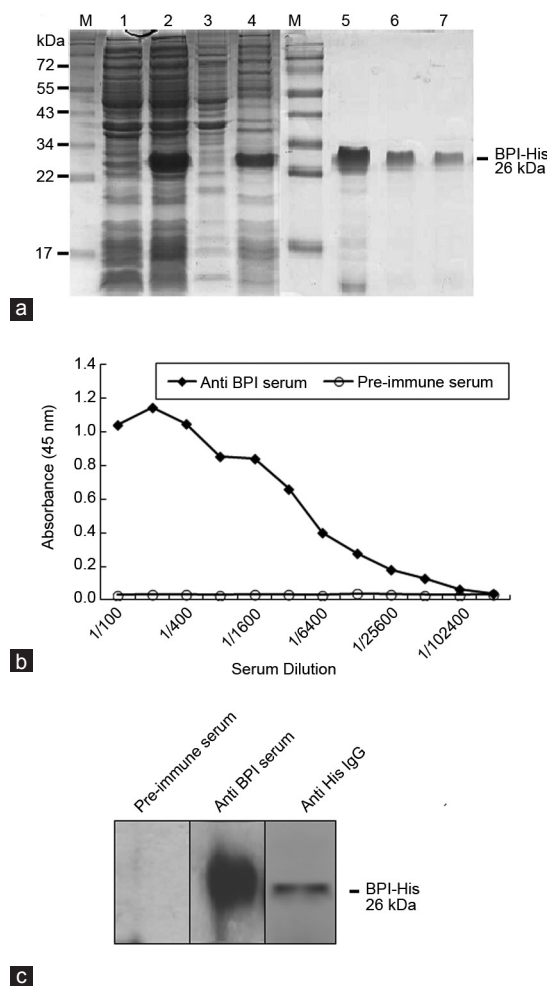 M 1 2 3 4 M 5 6 7
kDa
72
55
43
34
22
17
BPI-His
26 kDa
a
1.4
1.2
1.0
0.8
0.6
0.4
0.2
0.0
Absorbance (45 nm)
Anti BPI serum Pre-immune serum
1/100 1/400 1/1600 1/6400 1/25600 1/102400
Serum Dilution
b
Pre-immune serum
Anti BPI serum
Anti His IgG
BPI-His
26 kDa
c